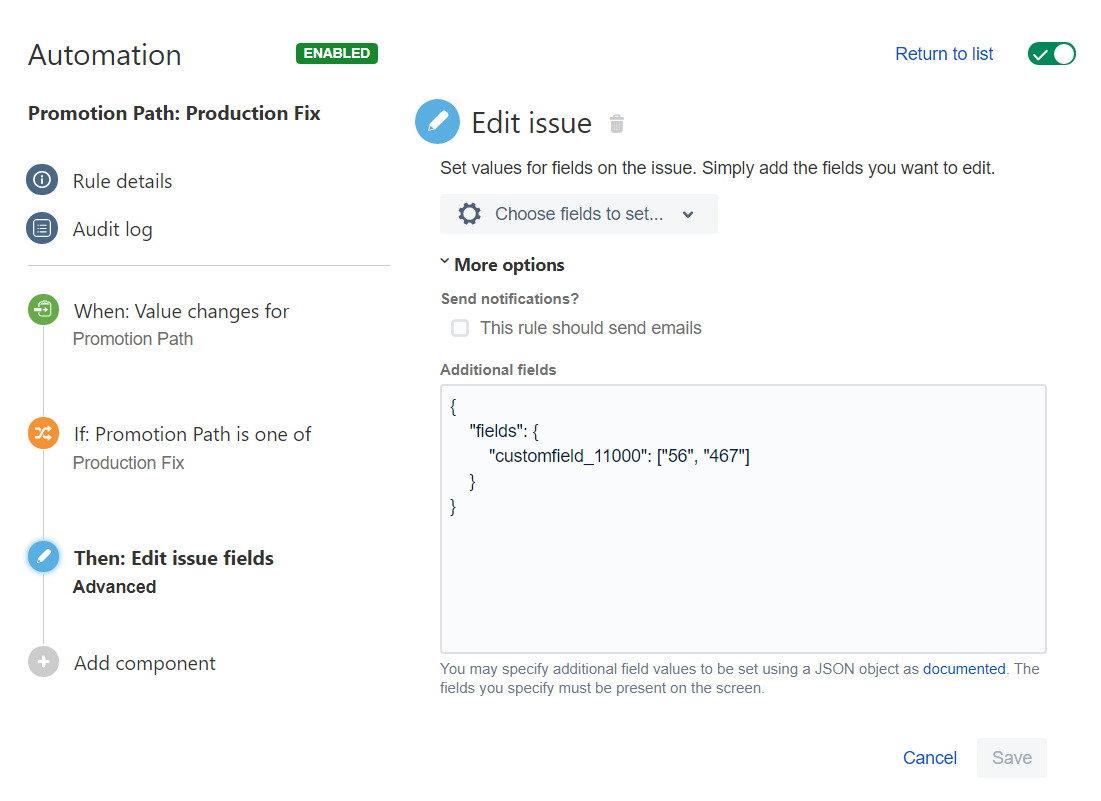 Automation
ENABLED
Return to list
Promotion Path: Production Fix
Rule details
Audit log
When: Value changes for
Promotion Path
If: Promotion Path is one of
Production Fix
Then: Edit issue fields
Advanced
Add component
Edit issue
Set values for fields on the issue. Simply add the fields you want to edit.
Choose fields to set...
More options
Send notifications?
This rule should send emails
Additional fields
{
"fields": {
"customfield_11000": ["56", "467"]
}
}
You may specify additional field values to be set using a JSON object as documented. The
fields you specify must be present on the screen.
Cancel
Save